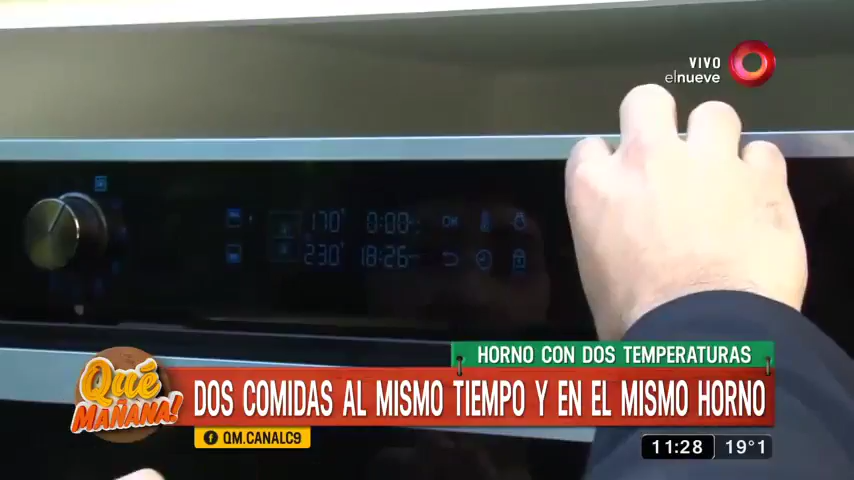 VIVO
elnueve
170° 0:00 OK
230° 18:26
HORNO CON DOS TEMPERATURAS
Qué MAÑANA!
DOS COMIDAS AL MISMO TIEMPO Y EN EL MISMO HORNO
QM.CANALC9
11:28 19°1